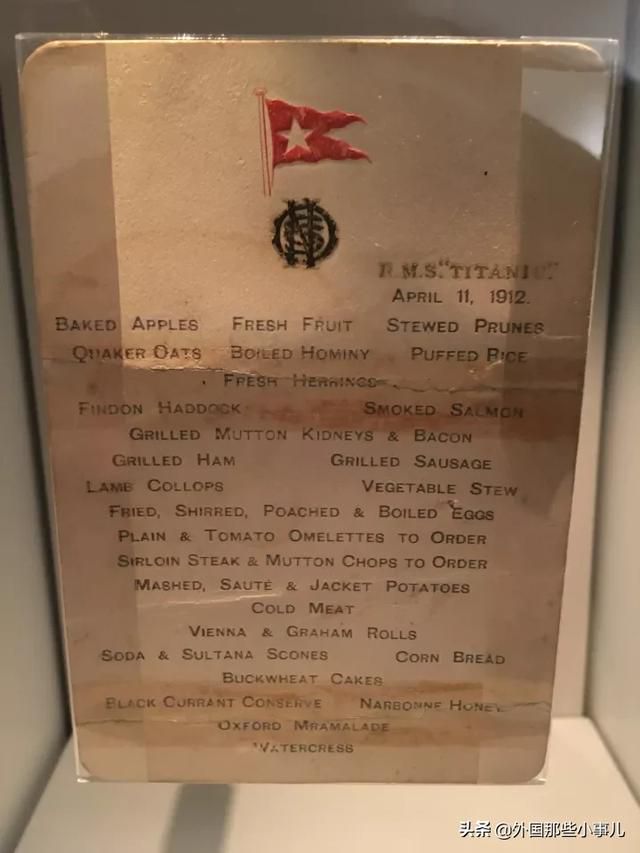 R.M.S. "TITANIC."
APRIL 11, 1912.
BAKED APPLES FRESH FRUIT STEWED PRUNES
QUAKER OATS BOILED HOMINY PUFFED RICE
FRESH HERRINGS
FINDON HADDOCK SMOKED SALMON
GRILLED MUTTON KIDNEYS & BACON
GRILLED HAM GRILLED SAUSAGE
LAMB COLLOPS VEGETABLE STEW
FRIED, SHIRRED, POACHED & BOILED EGGS
PLAIN & TOMATO OMELETTES TO ORDER
SIRLOIN STEAK & MUTTON CHOPS TO ORDER
MASHED, SAUTÉ & JACKET POTATOES
COLD MEAT
VIENNA & GRAHAM ROLLS
SODA & SULTANA SCONES CORN BREAD
BUCKWHEAT CAKES
BLACK CURRANT CONSERVE NARBONNE HONEY
OXFORD MRAMALADE
WATERCRESS
头条 @外国那些小事儿